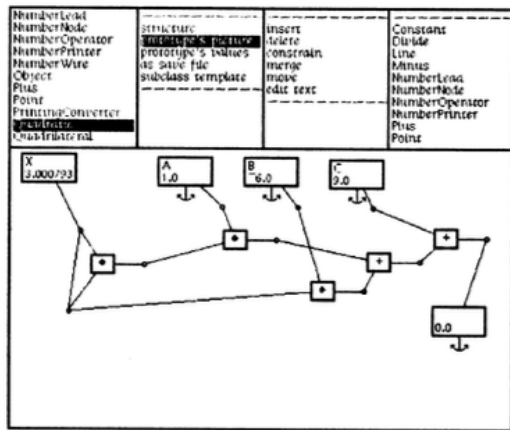 NumberLead
NumberNode
NumberOperator
NumberPrinter
NumberWire
Object
Plus
Point
PrintingConverter
Quadratic
Quadrilateral
structure
prototype's picture
prototype's values
as save file
subclass template
insert
delete
constrain
merge
move
edit text
Constant
Divide
Line
Minus
NumberLead
NumberNode
NumberOperator
NumberPrinter
Plus
Point
X
3.000793
A
1.0
B
¯6.0
C
9.0
*
*
*
+
+
0.0